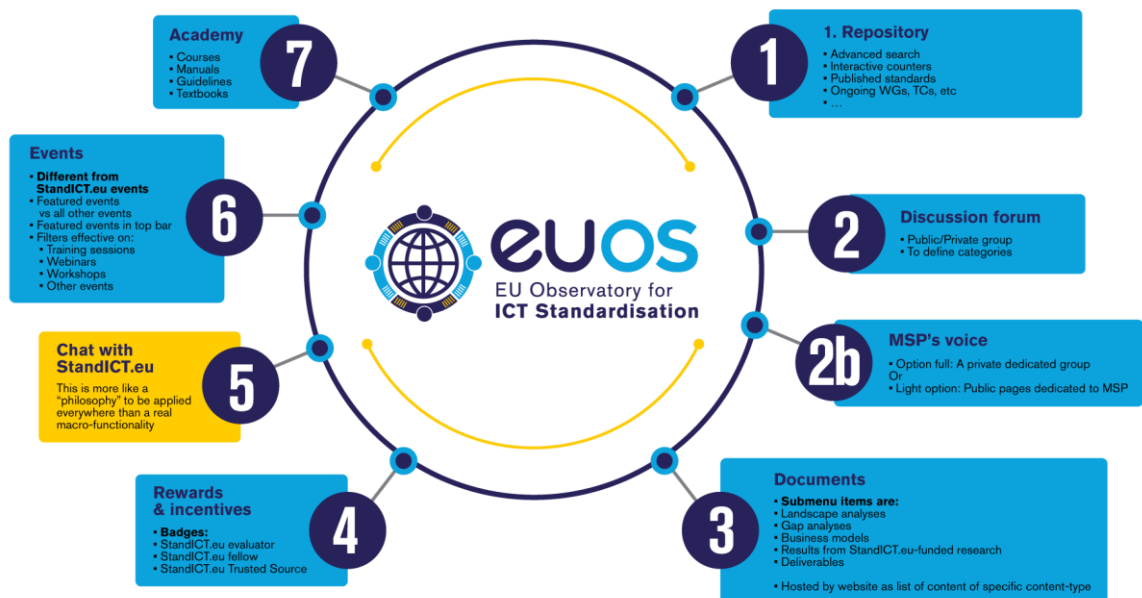 1
1. Repository
• Advanced search
• Interactive counters
• Published standards
• Ongoing WGs, TCs, etc
• ...
2
Discussion forum
• Public/Private group
• To define categories
2b
MSP's voice
• Option full: A private dedicated group
Or
• Light option: Public pages dedicated to MSP
3
Documents
• Submenu items are:
• Landscape analyses
• Gap analyses
• Business models
• Results from StandICT.eu-funded research
• Deliverables
• Hosted by website as list of content of specific content-type
4
Rewards
& incentives
• Badges:
• StandICT.eu evaluator
• StandICT.eu fellow
• StandICT.eu Trusted Source
5
Chat with
StandICT.eu
This is more like a
“philosophy” to be applied
everywhere than a real
macro-functionality
6
Events
• Different from
StandICT.eu events
• Featured events
vs all other events
• Featured events in top bar
• Filters effective on:
• Training sessions
• Webinars
• Workshops
• Other events
7
Academy
• Courses
• Manuals
• Guidelines
• Textbooks
euos
EU Observatory for
ICT Standardisation